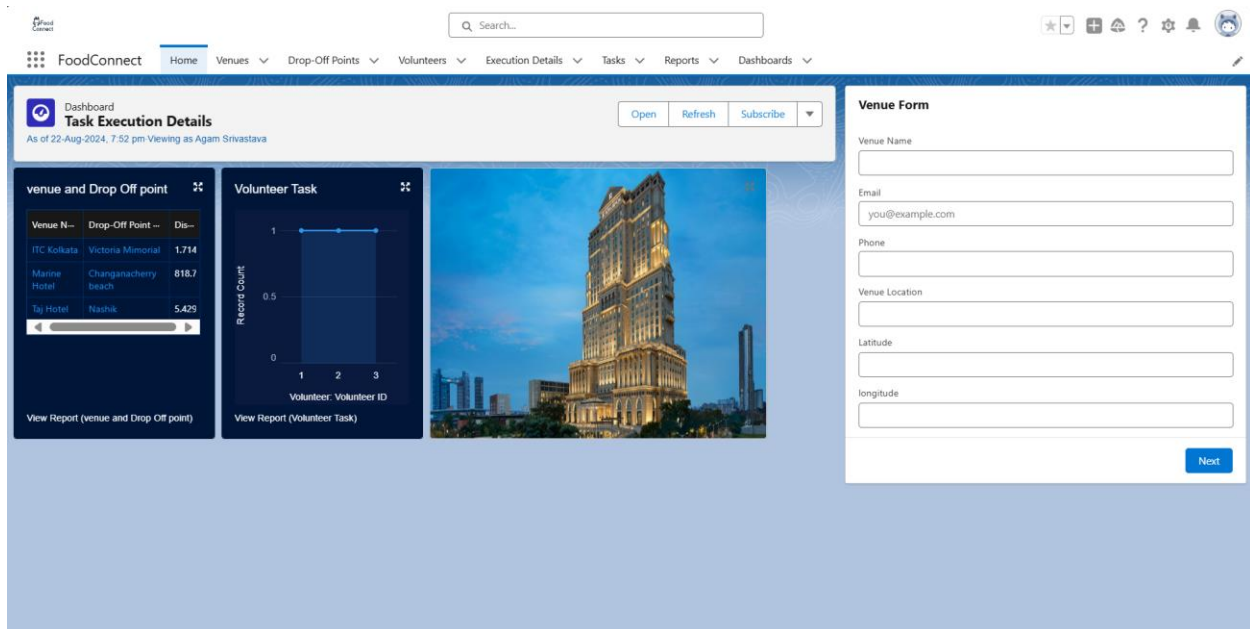 Food
Connect
Search...
FoodConnect
Home
Venues
Drop-Off Points
Volunteers
Execution Details
Tasks
Reports
Dashboards
Dashboard
Task Execution Details
As of 22-Aug-2024, 7:52 pm Viewing as Agam Srivastava
Open
Refresh
Subscribe
venue and Drop Off point
Venue N... Drop-Off Point ... Dis...
ITC Kolkata Victoria Mimorial 1.714
Marine Hotel Changanacherry beach 818.7
Taj Hotel Nashik 5.429
View Report (venue and Drop Off point)
Volunteer Task
Record Count
1
0.5
0
1 2 3
Volunteer: Volunteer ID
View Report (Volunteer Task)
Venue Form
Venue Name
Email
you@example.com
Phone
Venue Location
Latitude
longitude
Next